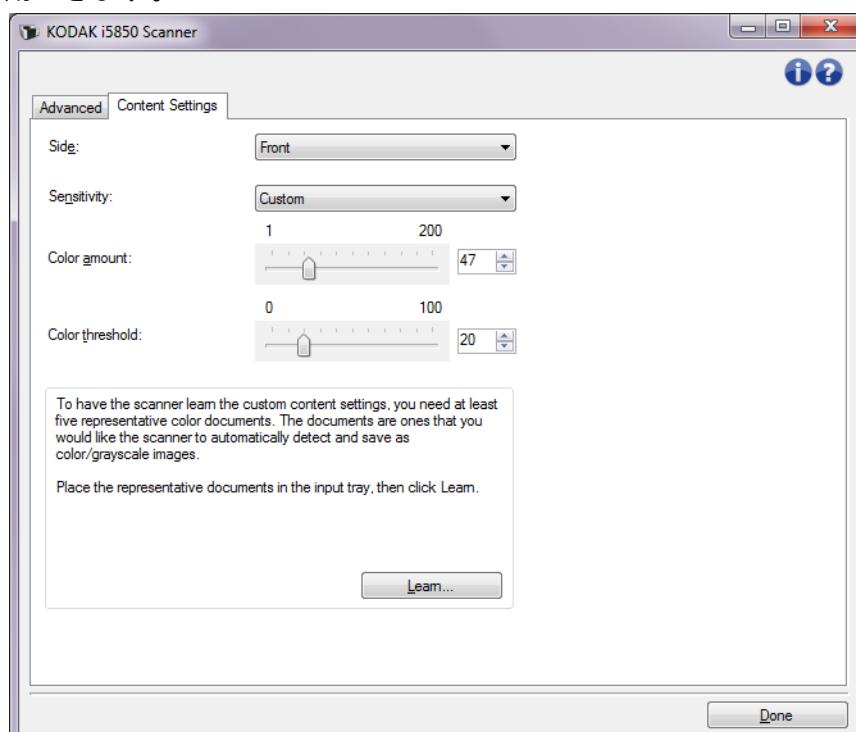 KODAK i5850 Scanner
Advanced Content Settings
Side: Front
Sensitivity: Custom
1 200
Color amount: 47
0 100
Color threshold: 20
To have the scanner learn the custom content settings, you need at least
five representative color documents. The documents are ones that you
would like the scanner to automatically detect and save as
color/grayscale images.
Place the representative documents in the input tray, then click Learn.
Learn...
Done